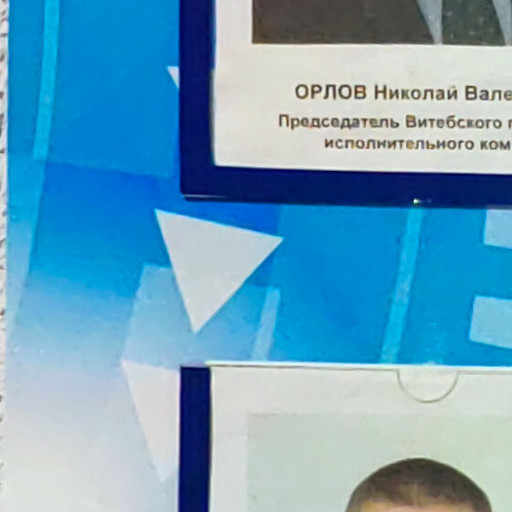 ОРЛОВ Николай Вале
Председатель Витебского г
исполнительного ком